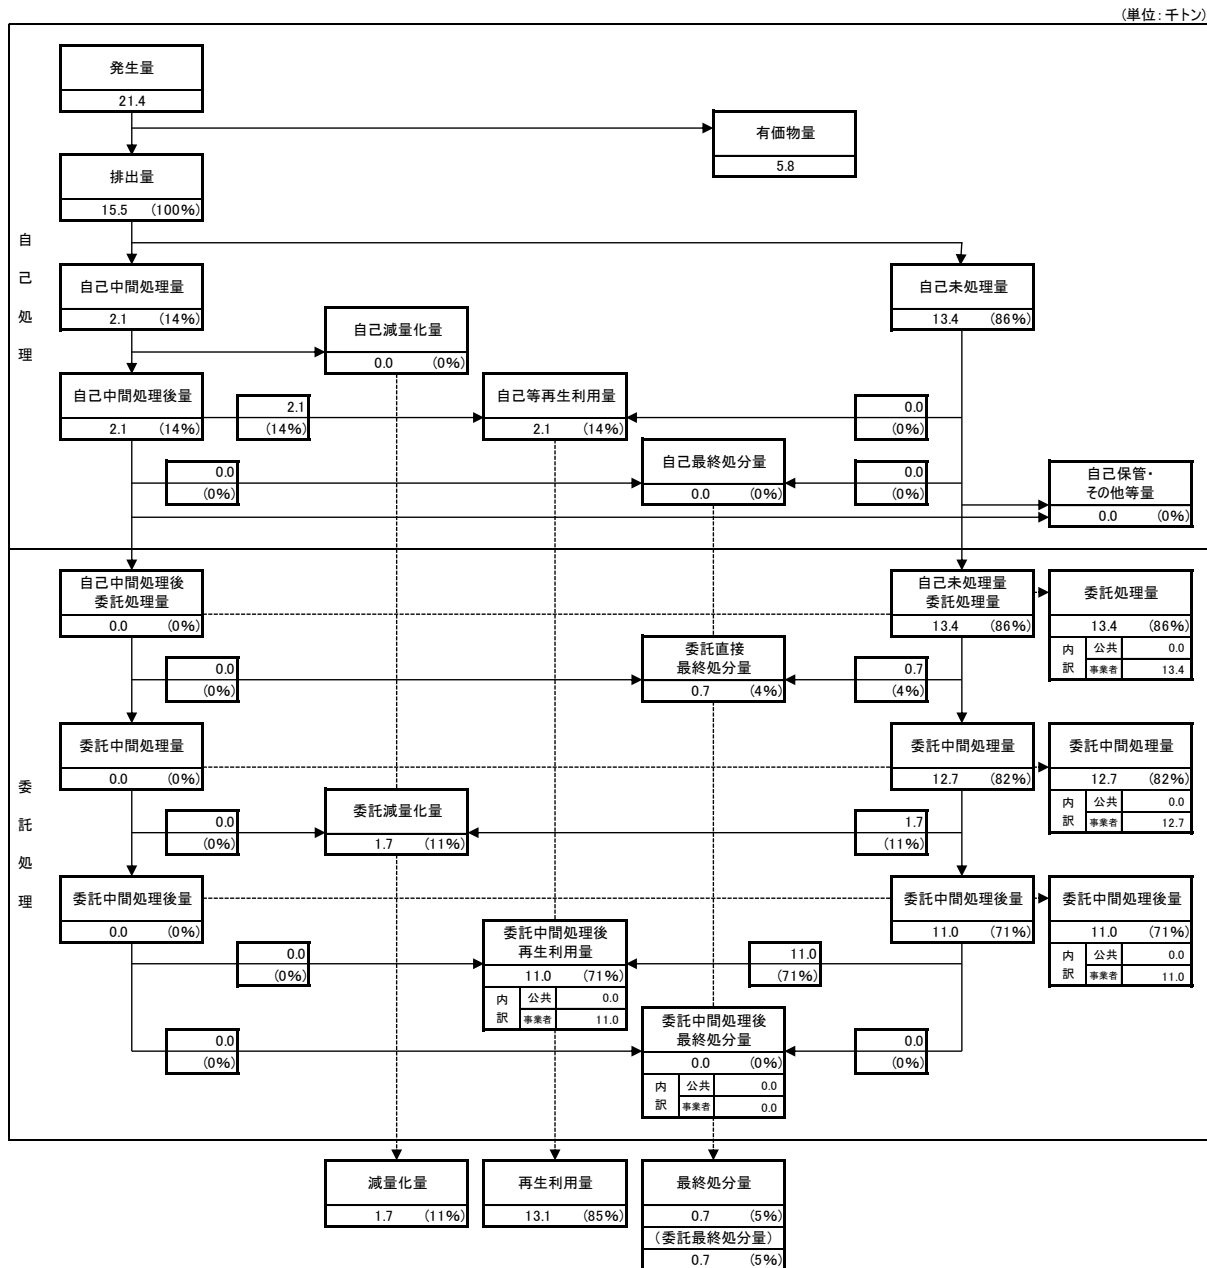 (単位:千トン)
発生量
21.4
有価物量
5.8
排出量
15.5 (100%)
自己処理
自己中間処理量
2.1 (14%)
自己未処理量
13.4 (86%)
自己減量化量
0.0 (0%)
自己中間処理後量
2.1 (14%)
2.1
(14%)
自己等再生利用量
2.1 (14%)
0.0
(0%)
0.0
(0%)
自己最終処分量
0.0 (0%)
0.0
(0%)
自己保管・
その他等量
0.0 (0%)
委託処理
自己中間処理後
委託処理量
0.0 (0%)
自己未処理量
委託処理量
13.4 (86%)
委託処理量
13.4 (86%)
内訳 公共 0.0
事業者 13.4
0.0
(0%)
委託直接
最終処分量
0.7 (4%)
0.7
(4%)
委託中間処理量
0.0 (0%)
委託中間処理量
12.7 (82%)
委託中間処理量
12.7 (82%)
内訳 公共 0.0
事業者 12.7
0.0
(0%)
委託減量化量
1.7 (11%)
1.7
(11%)
委託中間処理後量
0.0 (0%)
委託中間処理後量
11.0 (71%)
委託中間処理後量
11.0 (71%)
内訳 公共 0.0
事業者 11.0
0.0
(0%)
委託中間処理後
再生利用量
11.0 (71%)
内訳 公共 0.0
事業者 11.0
11.0
(71%)
0.0
(0%)
委託中間処理後
最終処分量
0.0 (0%)
内訳 公共 0.0
事業者 0.0
0.0
(0%)
減量化量
1.7 (11%)
再生利用量
13.1 (85%)
最終処分量
0.7 (5%)
(委託最終処分量)
0.7 (5%)